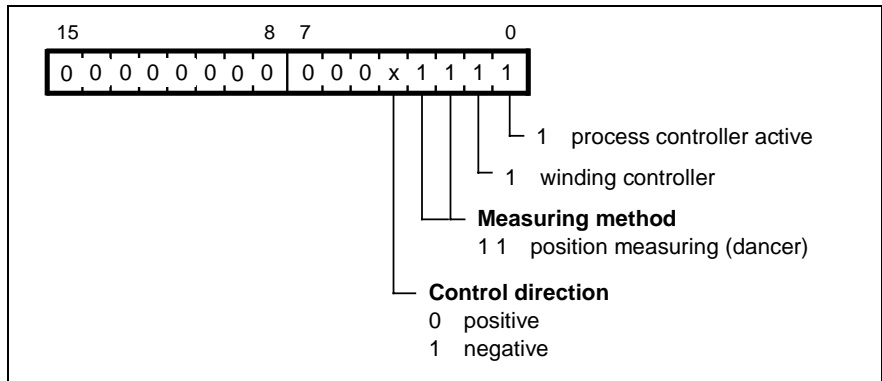 15 8 7 0
0 0 0 0 0 0 0 0 0 0 0 x 1 1 1 1
1 process controller active
1 winding controller
Measuring method
1 1 position measuring (dancer)
Control direction
0 positive
1 negative